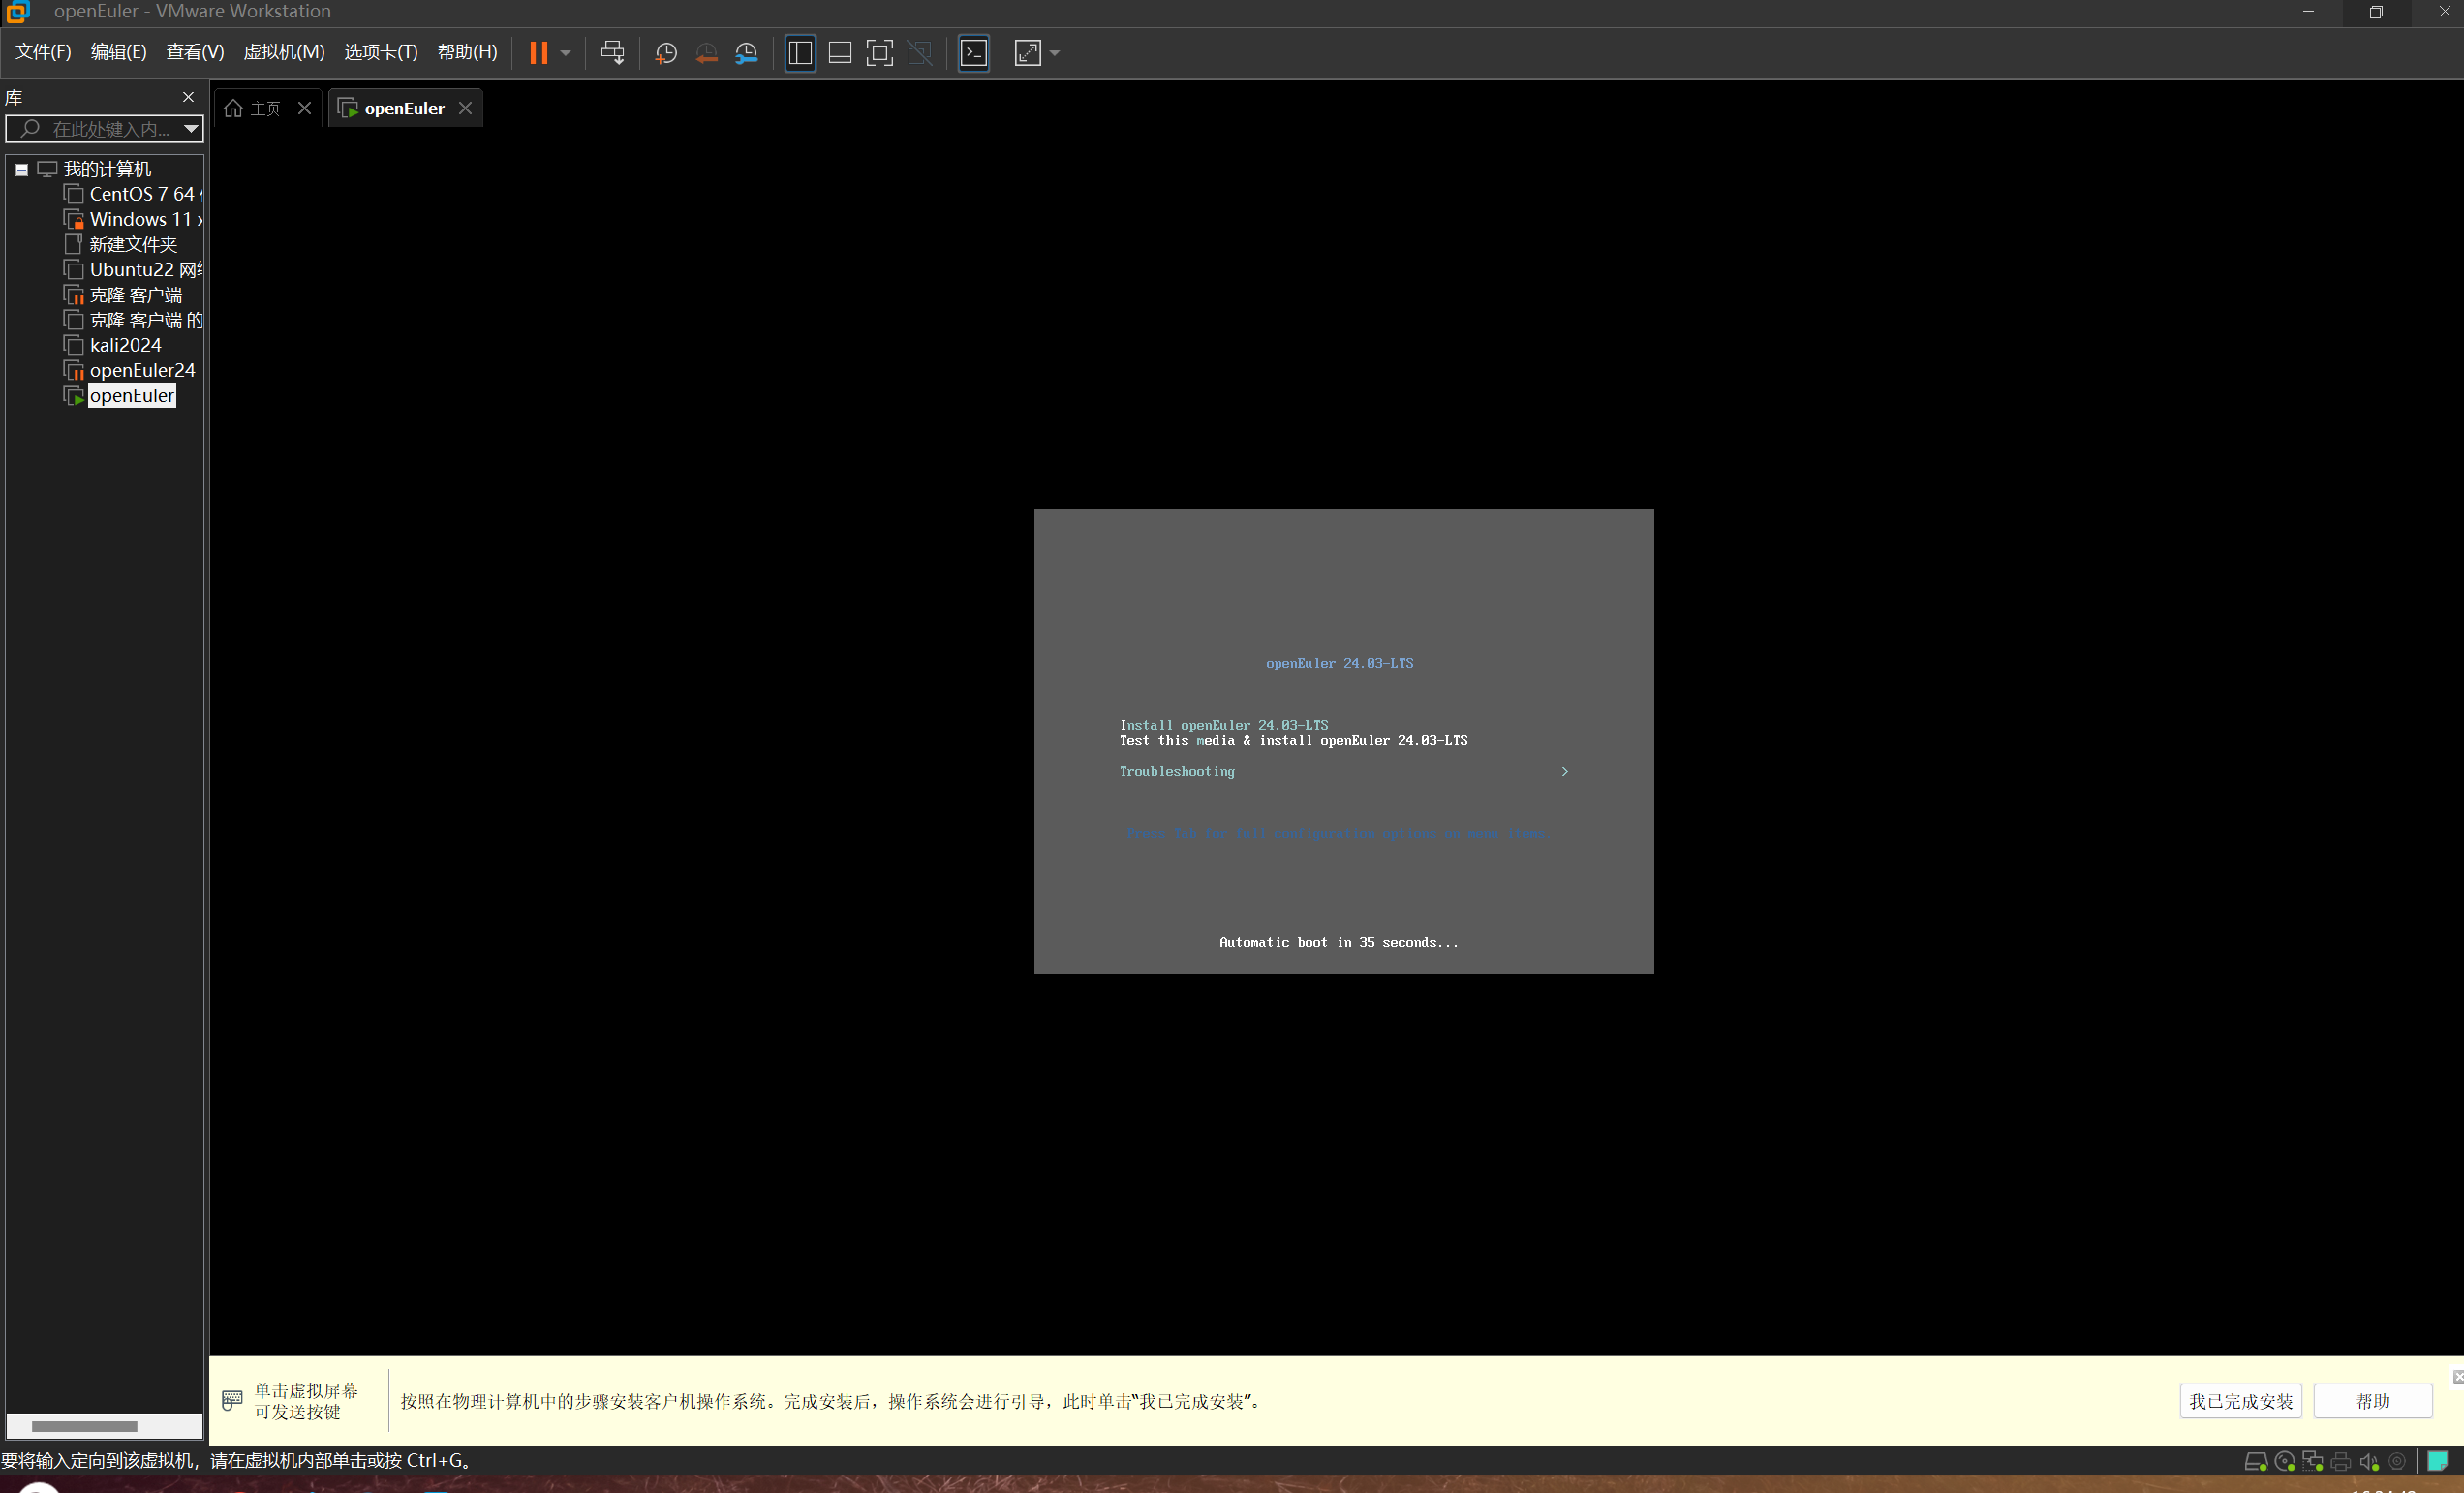 openEuler - VMware Workstation
文件(F) 编辑(E) 查看(V) 虚拟机(M) 选项卡(T) 帮助(H)
库
在此处键入内...
我的计算机
CentOS 7 64
Windows 11 x
新建文件夹
Ubuntu22 网
克隆 客户端
克隆 客户端 的
kali2024
openEuler24
openEuler
主页
openEuler
openEuler 24.03-LTS
Install openEuler 24.03-LTS
Test this media & install openEuler 24.03-LTS
Troubleshooting >
Automatic boot in 35 seconds...
单击虚拟屏幕
可发送按键
按照在物理计算机中的步骤安装客户机操作系统。完成安装后，操作系统会进行引导，此时单击“我已完成安装”。
我已完成安装
帮助
要将输入定向到该虚拟机，请在虚拟机内部单击或按 Ctrl+G。